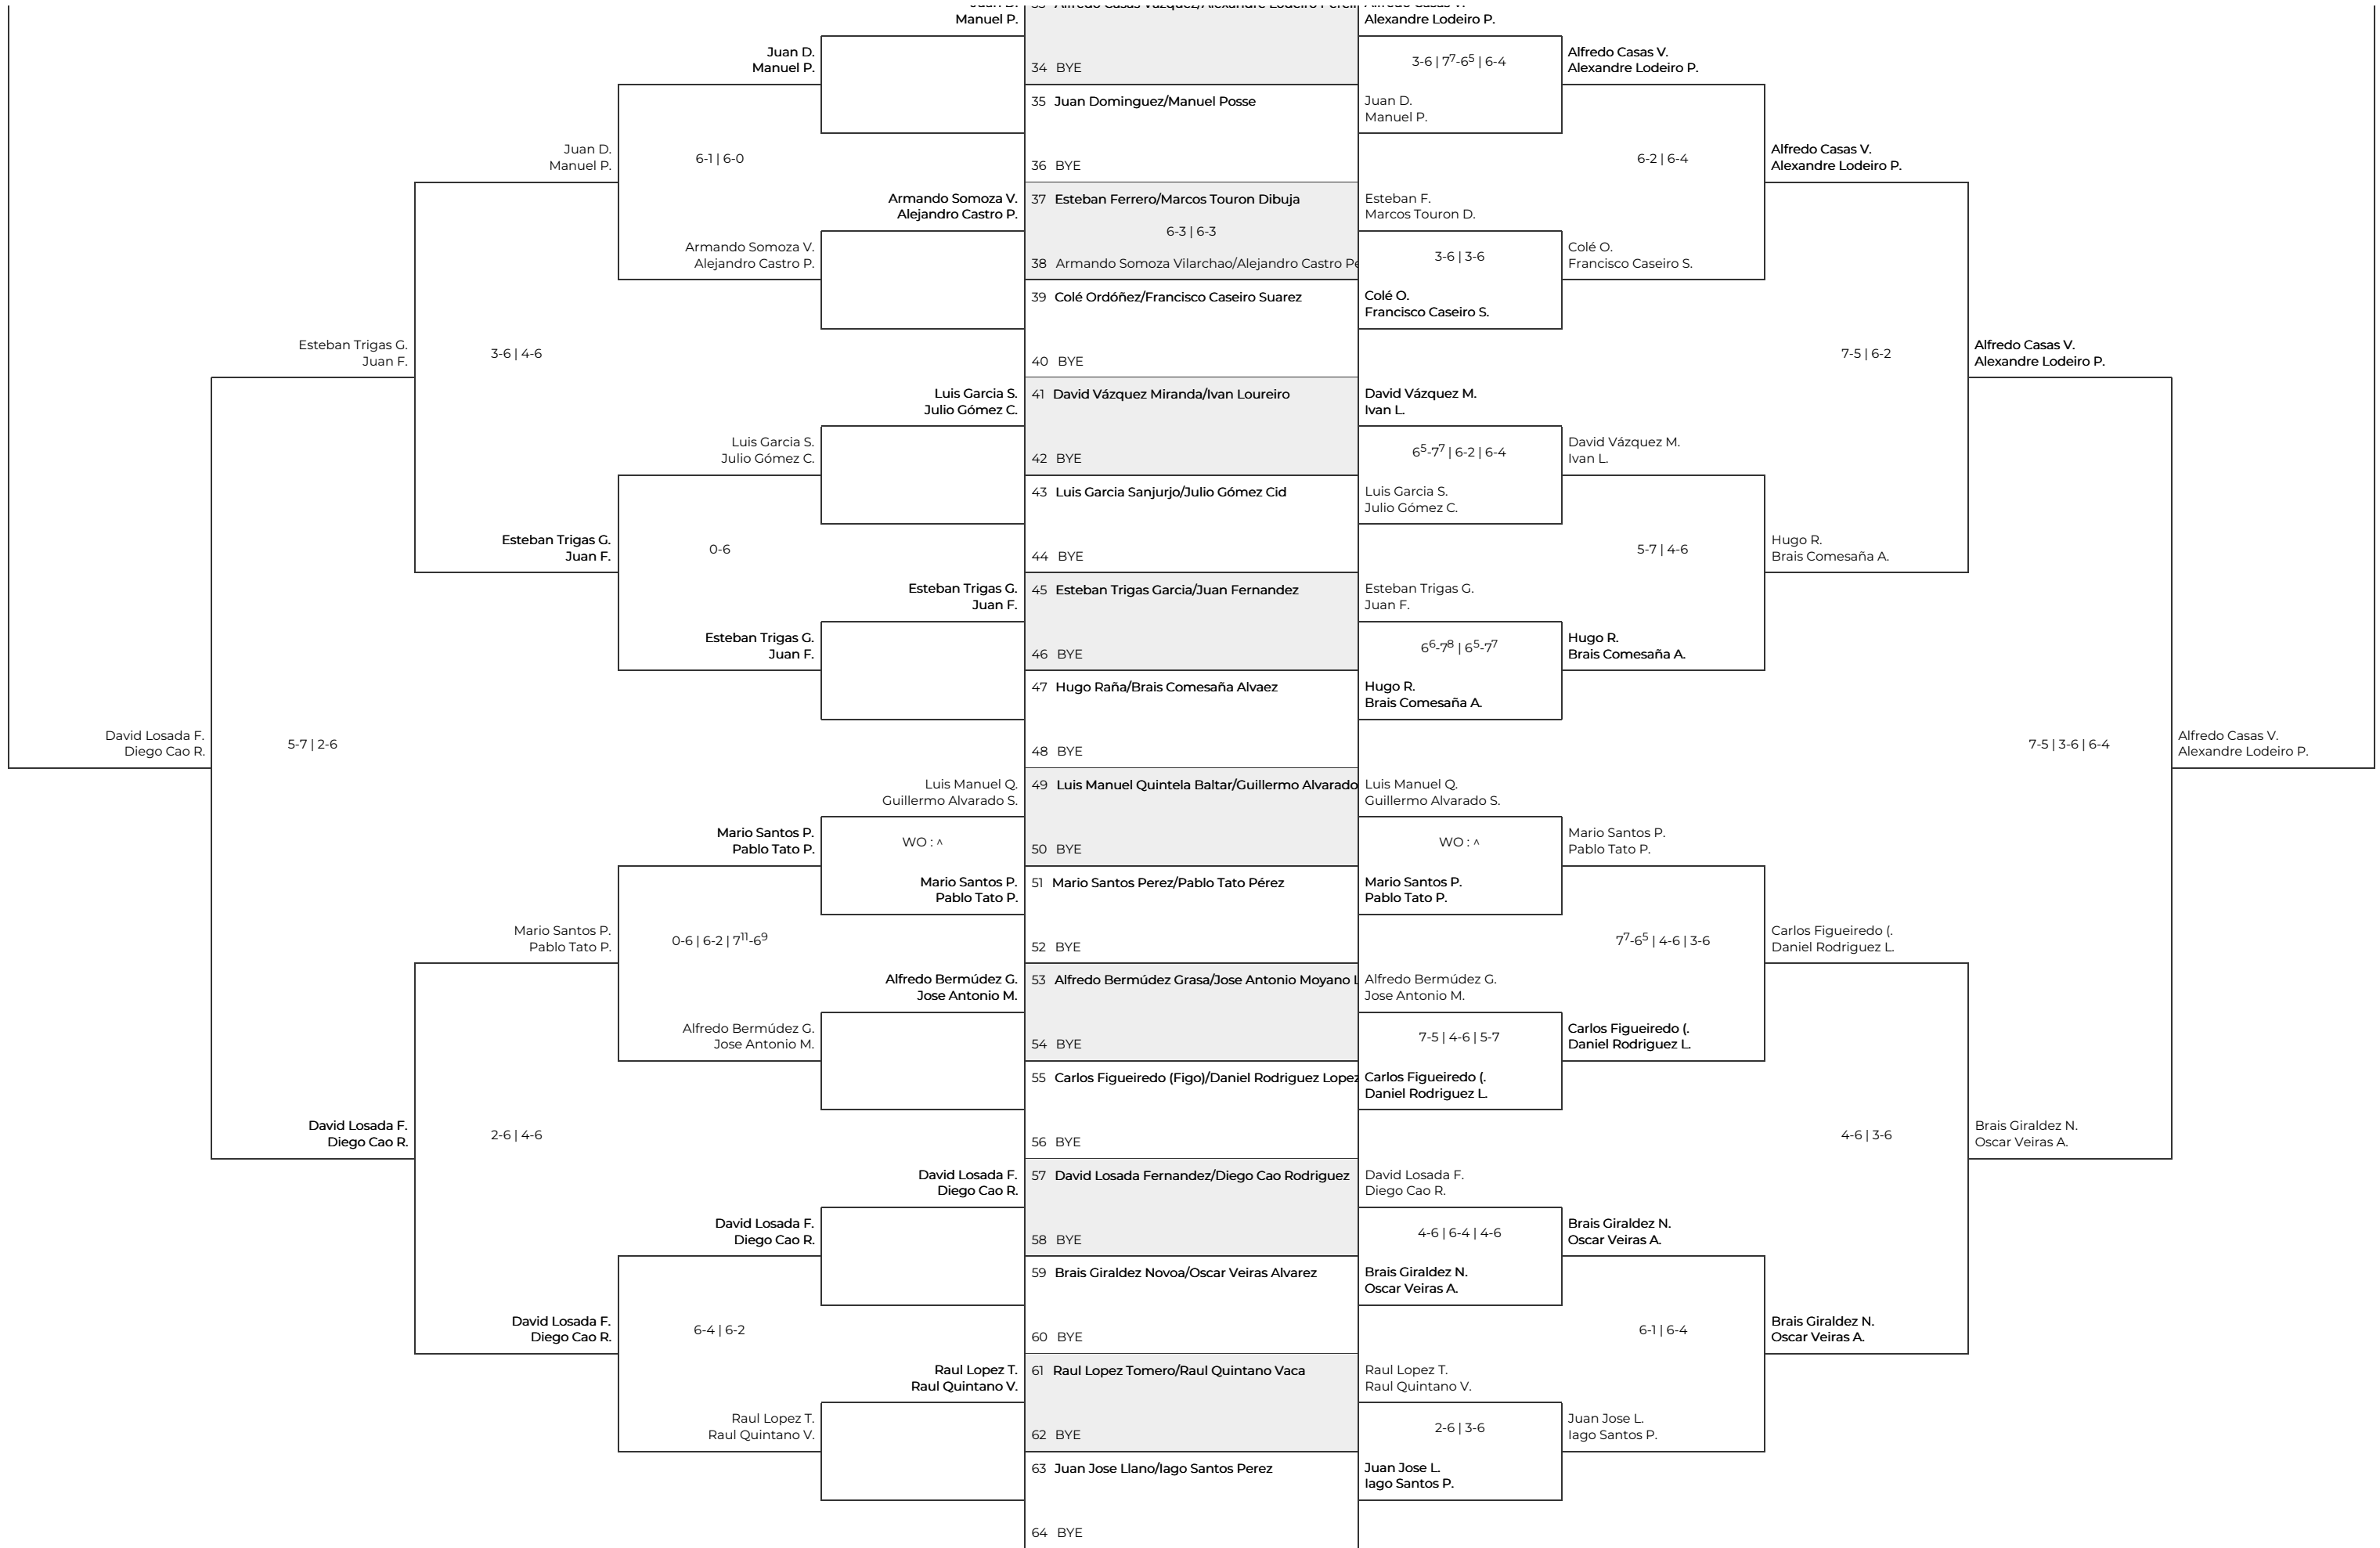 Manuel P.
Alexandre Lodeiro P.
Juan D.
Manuel P.
34 BYE
3-6 | 7⁷-6⁵ | 6-4
Alfredo Casas V.
Alexandre Lodeiro P.
35 Juan Dominguez/Manuel Posse
Juan D.
Manuel P.
Juan D.
Manuel P.
6-1 | 6-0
36 BYE
6-2 | 6-4
Alfredo Casas V.
Alexandre Lodeiro P.
Armando Somoza V.
Alejandro Castro P.
37 Esteban Ferrero/Marcos Touron Dibuja
6-3 | 6-3
Esteban F.
Marcos Touron D.
Armando Somoza V.
Alejandro Castro P.
38 Armando Somoza Vilarchao/Alejandro Castro Pe
3-6 | 3-6
Colé O.
Francisco Caseiro S.
39 Colé Ordóñez/Francisco Caseiro Suarez
Colé O.
Francisco Caseiro S.
Esteban Trigas G.
Juan F.
3-6 | 4-6
40 BYE
7-5 | 6-2
Alfredo Casas V.
Alexandre Lodeiro P.
Luis Garcia S.
Julio Gómez C.
41 David Vázquez Miranda/Ivan Loureiro
David Vázquez M.
Ivan L.
Luis Garcia S.
Julio Gómez C.
42 BYE
6⁵-7⁷ | 6-2 | 6-4
David Vázquez M.
Ivan L.
43 Luis Garcia Sanjurjo/Julio Gómez Cid
Luis Garcia S.
Julio Gómez C.
Esteban Trigas G.
Juan F.
0-6
44 BYE
5-7 | 4-6
Hugo R.
Brais Comesaña A.
Esteban Trigas G.
Juan F.
45 Esteban Trigas Garcia/Juan Fernandez
Esteban Trigas G.
Juan F.
Esteban Trigas G.
Juan F.
46 BYE
6⁶-7⁸ | 6⁵-7⁷
Hugo R.
Brais Comesaña A.
47 Hugo Raña/Brais Comesaña Alvaez
Hugo R.
Brais Comesaña A.
David Losada F.
Diego Cao R.
5-7 | 2-6
48 BYE
7-5 | 3-6 | 6-4
Alfredo Casas V.
Alexandre Lodeiro P.
Luis Manuel Q.
Guillermo Alvarado S.
49 Luis Manuel Quintela Baltar/Guillermo Alvarado
Luis Manuel Q.
Guillermo Alvarado S.
Mario Santos P.
Pablo Tato P.
WO : ^
50 BYE
WO : ^
Mario Santos P.
Pablo Tato P.
Mario Santos P.
Pablo Tato P.
51 Mario Santos Perez/Pablo Tato Pérez
Mario Santos P.
Pablo Tato P.
Mario Santos P.
Pablo Tato P.
0-6 | 6-2 | 7¹¹-6⁹
52 BYE
7⁷-6⁵ | 4-6 | 3-6
Carlos Figueiredo (.
Daniel Rodriguez L.
Alfredo Bermúdez G.
Jose Antonio M.
53 Alfredo Bermúdez Grasa/Jose Antonio Moyano L
Alfredo Bermúdez G.
Jose Antonio M.
Alfredo Bermúdez G.
Jose Antonio M.
54 BYE
7-5 | 4-6 | 5-7
Carlos Figueiredo (.
Daniel Rodriguez L.
55 Carlos Figueiredo (Figo)/Daniel Rodriguez Lopez
Carlos Figueiredo (.
Daniel Rodriguez L.
David Losada F.
Diego Cao R.
2-6 | 4-6
56 BYE
4-6 | 3-6
Brais Giraldez N.
Oscar Veiras A.
David Losada F.
Diego Cao R.
57 David Losada Fernandez/Diego Cao Rodriguez
David Losada F.
Diego Cao R.
David Losada F.
Diego Cao R.
58 BYE
4-6 | 6-4 | 4-6
Brais Giraldez N.
Oscar Veiras A.
59 Brais Giraldez Novoa/Oscar Veiras Alvarez
Brais Giraldez N.
Oscar Veiras A.
David Losada F.
Diego Cao R.
6-4 | 6-2
60 BYE
6-1 | 6-4
Brais Giraldez N.
Oscar Veiras A.
Raul Lopez T.
Raul Quintano V.
61 Raul Lopez Tomero/Raul Quintano Vaca
Raul Lopez T.
Raul Quintano V.
Raul Lopez T.
Raul Quintano V.
62 BYE
2-6 | 3-6
Juan Jose L.
Iago Santos P.
63 Juan Jose Llano/Iago Santos Perez
Juan Jose L.
Iago Santos P.
64 BYE